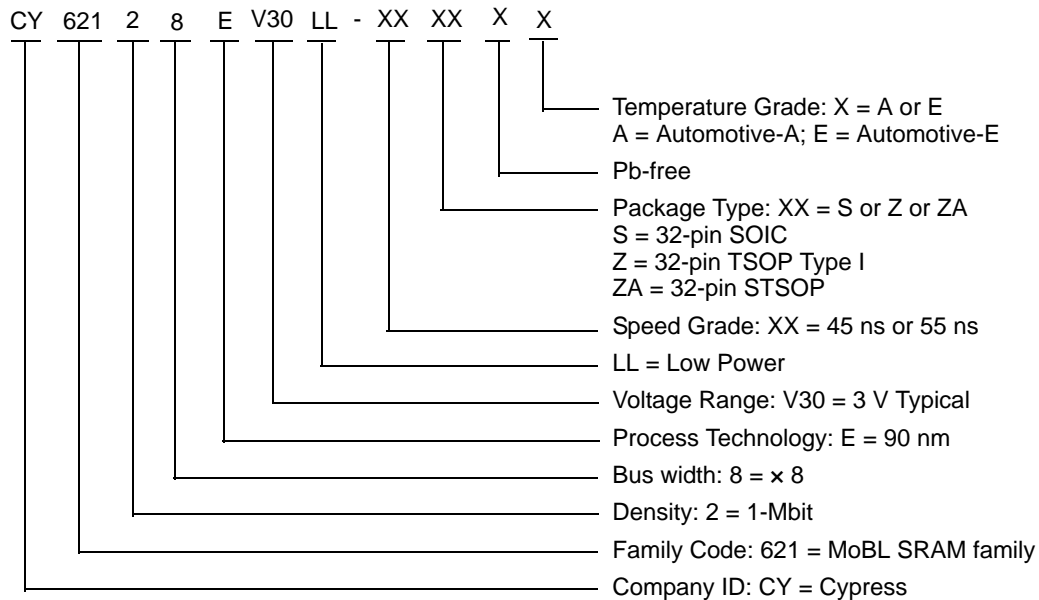 CY 621 2 8 E V30 LL - XX XX X X
Temperature Grade: X = A or E
A = Automotive-A; E = Automotive-E
Pb-free
Package Type: XX = S or Z or ZA
S = 32-pin SOIC
Z = 32-pin TSOP Type I
ZA = 32-pin STSOP
Speed Grade: XX = 45 ns or 55 ns
LL = Low Power
Voltage Range: V30 = 3 V Typical
Process Technology: E = 90 nm
Bus width: 8 = × 8
Density: 2 = 1-Mbit
Family Code: 621 = MoBL SRAM family
Company ID: CY = Cypress